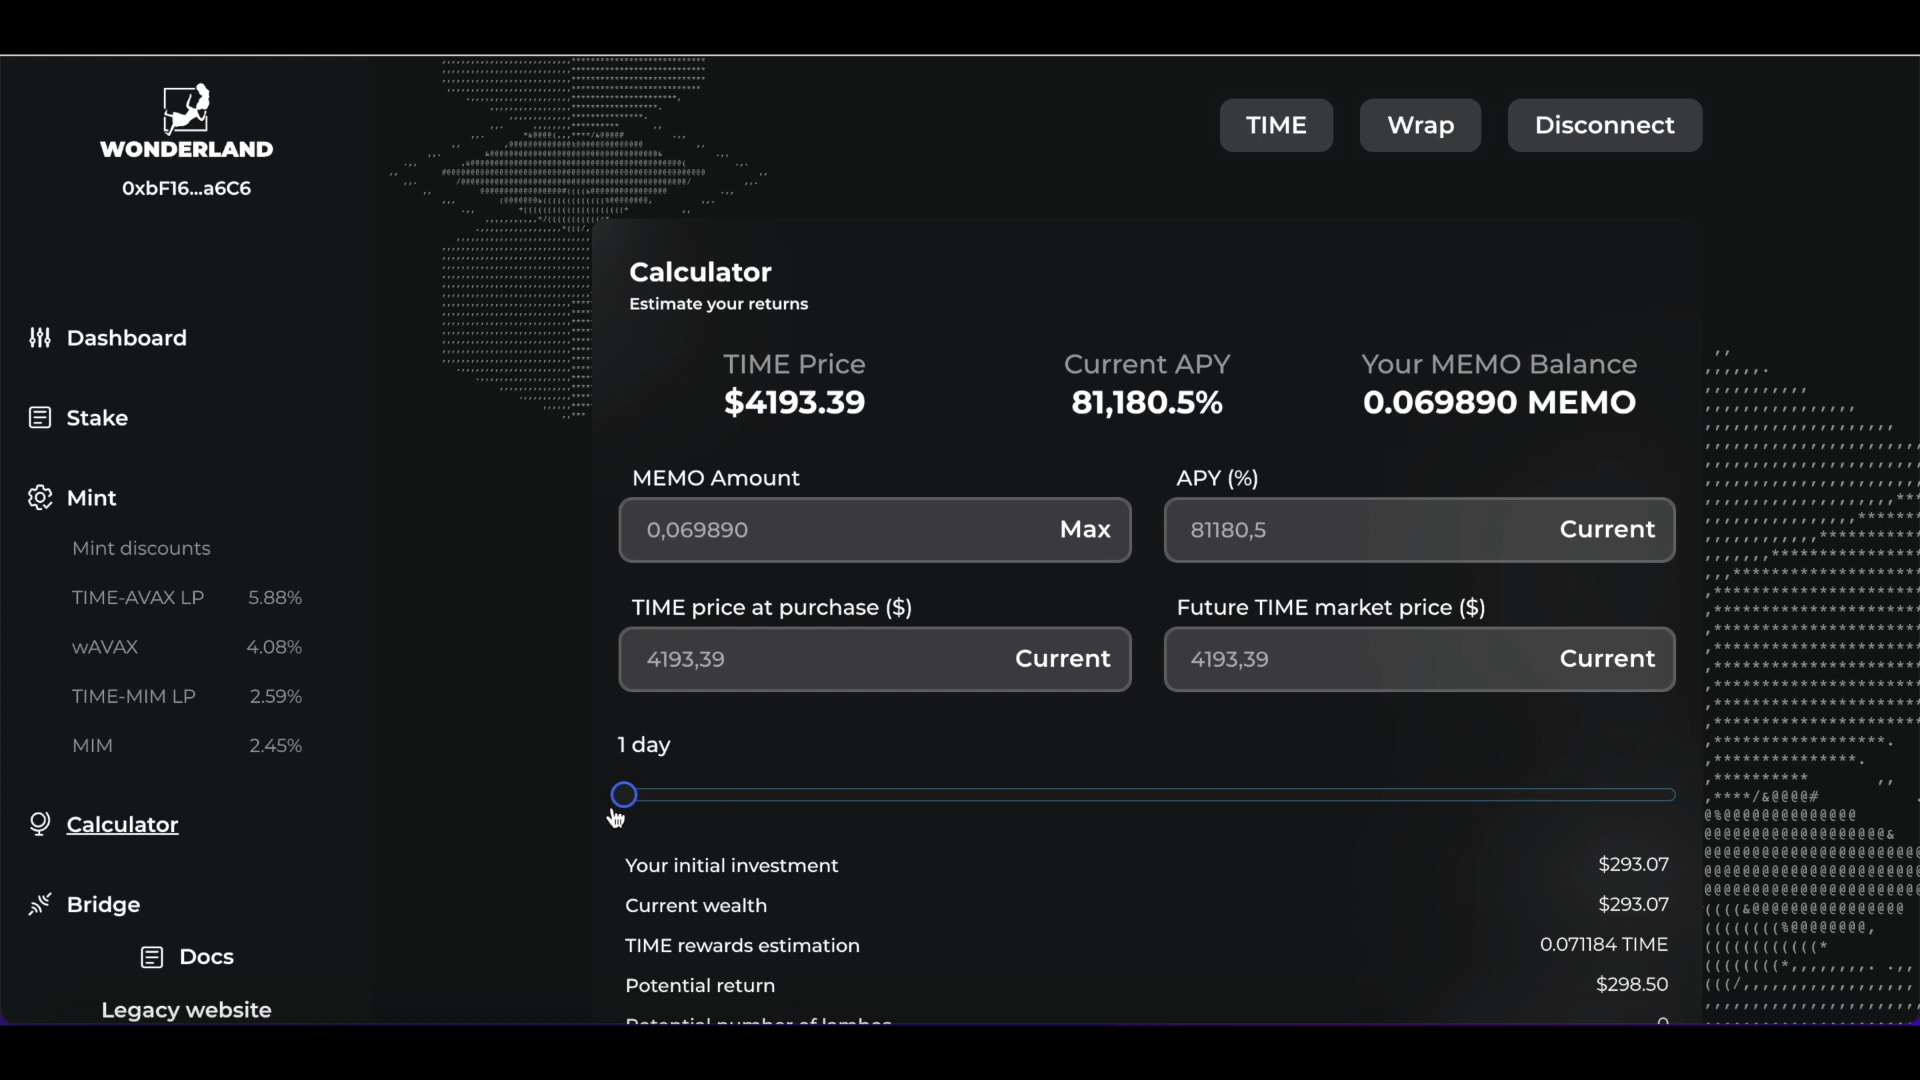 WONDERLAND
0xbF16...a6C6
TIME
Wrap
Disconnect
Dashboard
Stake
Mint
Mint discounts
TIME-AVAX LP 5.88%
wAVAX 4.08%
TIME-MIM LP 2.59%
MIM 2.45%
Calculator
Bridge
Docs
Legacy website
Calculator
Estimate your returns
TIME Price
$4193.39
Current APY
81,180.5%
Your MEMO Balance
0.069890 MEMO
MEMO Amount
0,069890 Max
APY (%)
81180,5 Current
TIME price at purchase ($)
4193,39 Current
Future TIME market price ($)
4193,39 Current
1 day
Your initial investment $293.07
Current wealth $293.07
TIME rewards estimation 0.071184 TIME
Potential return $298.50
Potential number of lambos 0